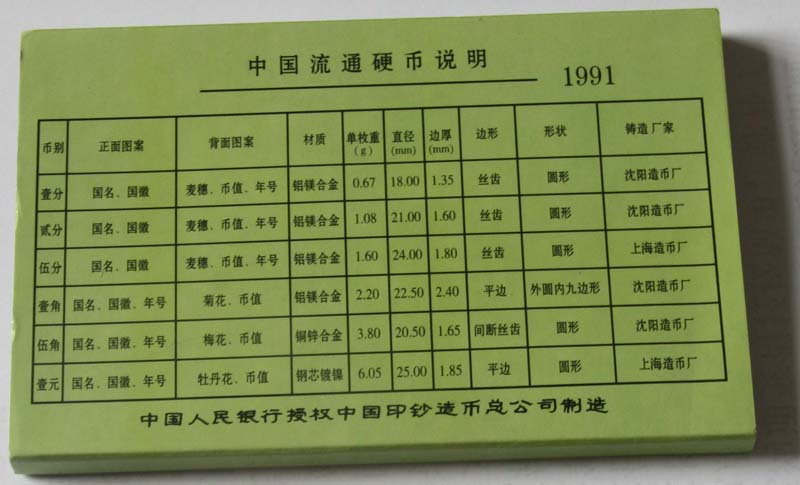 中国流通硬币说明 1991
币别 正面图案 背面图案 材质 单枚重(g) 直径(mm) 边厚(mm) 边形 形状 铸造厂家
壹分 国名、国徽 麦穗、币值、年号 铝镁合金 0.67 18.00 1.35 丝齿 圆形 沈阳造币厂
贰分 国名、国徽 麦穗、币值、年号 铝镁合金 1.08 21.00 1.60 丝齿 圆形 沈阳造币厂
伍分 国名、国徽 麦穗、币值、年号 铝镁合金 1.60 24.00 1.80 丝齿 圆形 上海造币厂
壹角 国名、国徽、年号 菊花、币值 铝镁合金 2.20 22.50 2.40 平边 外圆内九边形 沈阳造币厂
伍角 国名、国徽、年号 梅花、币值 铜锌合金 3.80 20.50 1.65 间断丝齿 圆形 沈阳造币厂
壹元 国名、国徽、年号 牡丹花、币值 钢芯镀镍 6.05 25.00 1.85 平边 圆形 上海造币厂
中国人民银行授权中国印钞造币总公司制造